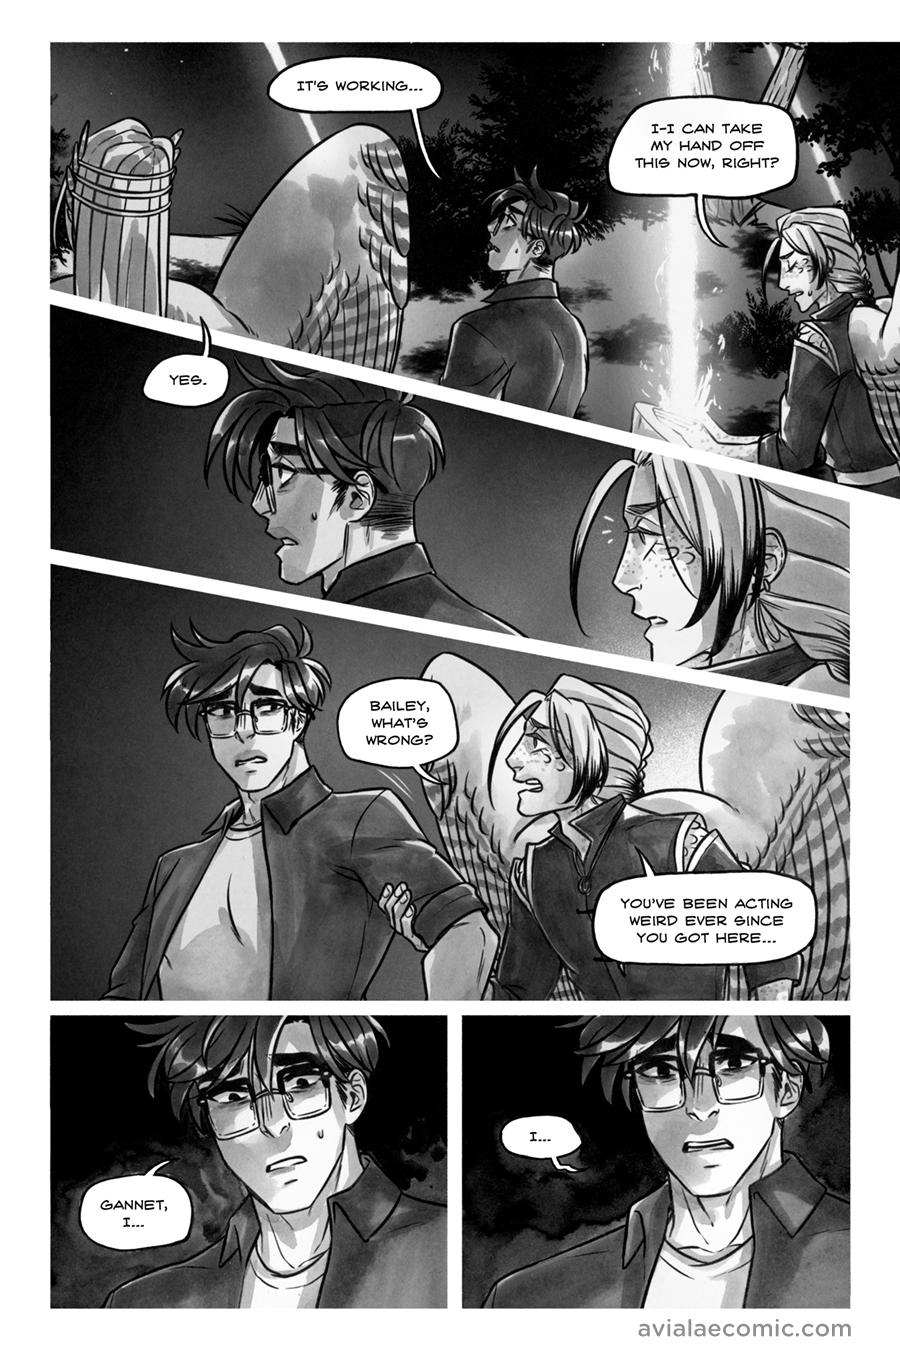 IT'S WORKING...
I-I CAN TAKE
MY HAND OFF
THIS NOW, RIGHT?
YES.
BAILEY,
WHAT'S
WRONG?
YOU'VE BEEN ACTING
WEIRD EVER SINCE
YOU GOT HERE...
GANNET,
I...
I...
avialaecomic.com